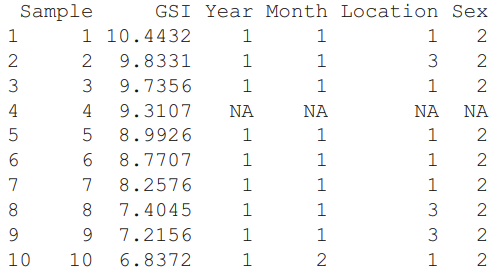 Sample GSI Year Month Location Sex
1 1 10.4432 1 1 1 2
2 2 9.8331 1 1 3 2
3 3 9.7356 1 1 1 2
4 4 9.3107 NA NA NA NA
5 5 8.9926 1 1 1 2
6 6 8.7707 1 1 1 2
7 7 8.2576 1 1 1 2
8 8 7.4045 1 1 3 2
9 9 7.2156 1 1 3 2
10 10 6.8372 1 2 1 2